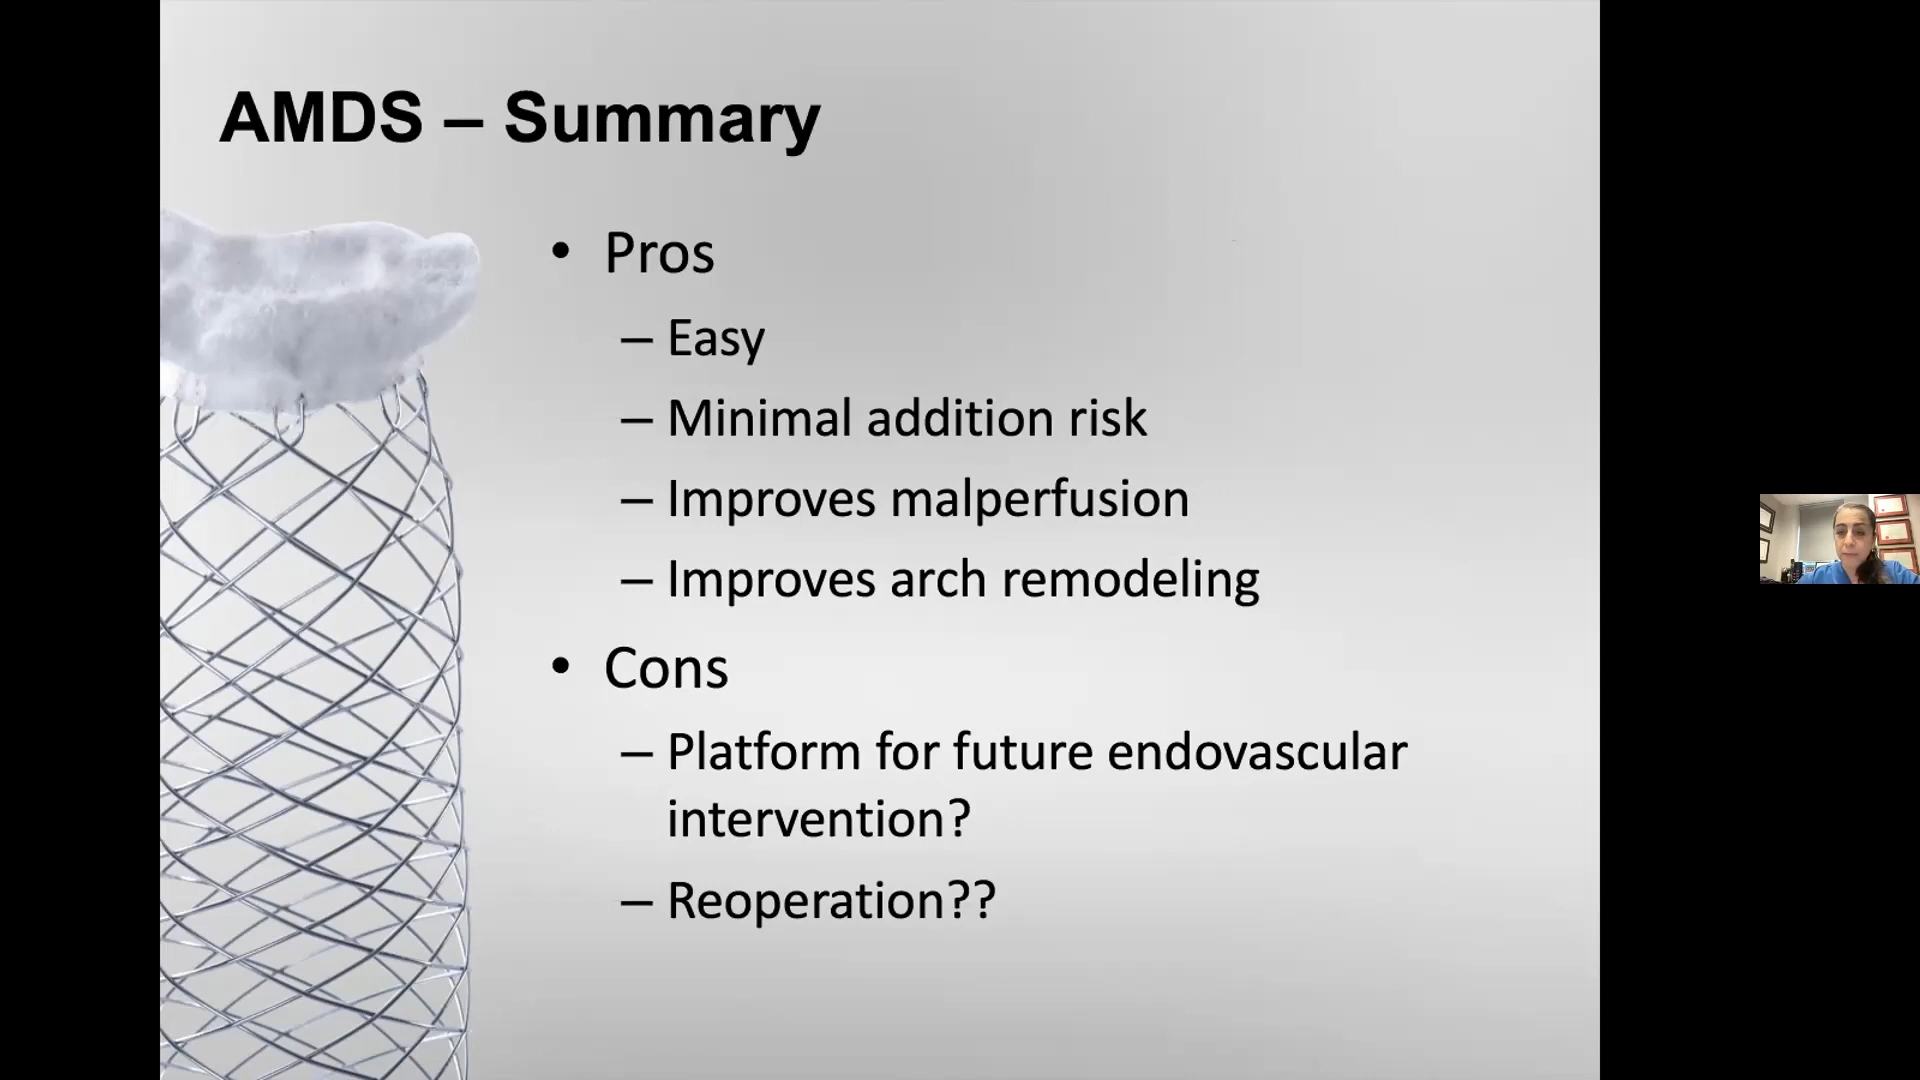 AMDS – Summary
• Pros
– Easy
– Minimal addition risk
– Improves malperfusion
– Improves arch remodeling
• Cons
– Platform for future endovascular
intervention?
– Reoperation??